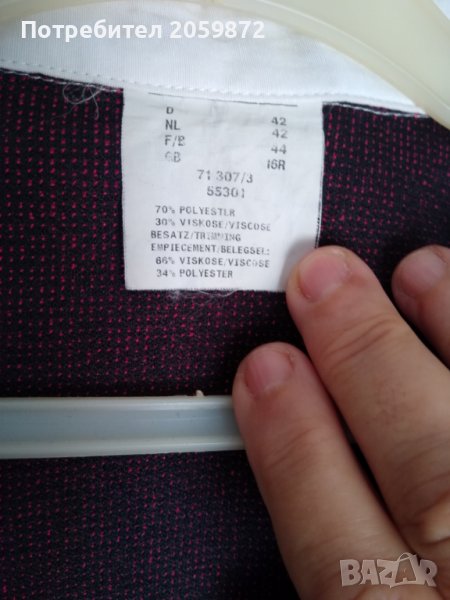 Потребител 2059872
D 42
NL 42
F/B 44
GB 16R
71 307/3
55301
70% POLYESTER
30% VISKOSE/VISCOSE
BESATZ/TRIMMING
EMPIECEMENT/BELEGSEL:
66% VISKOSE/VISCOSE
34% POLYESTER
BAZAR